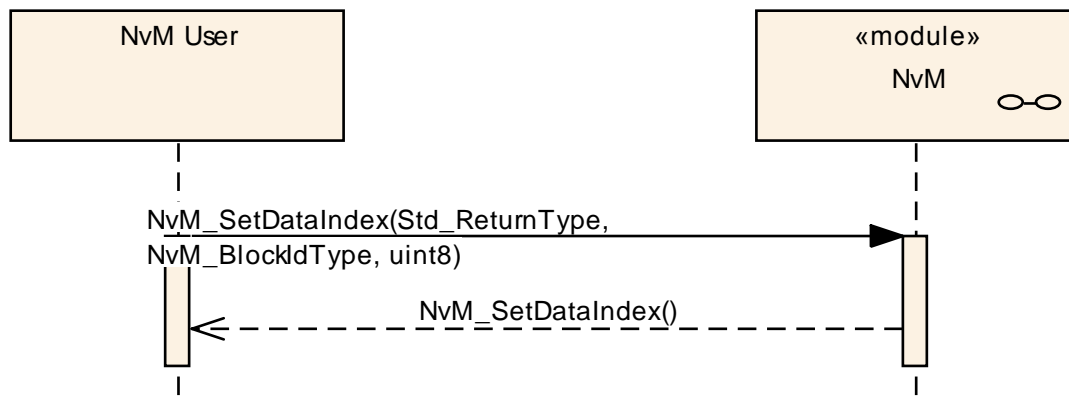 NvM User
«module»
NvM
NvM_SetDataIndex(Std_ReturnType,
NvM_BlockIdType, uint8)
NvM_SetDataIndex()